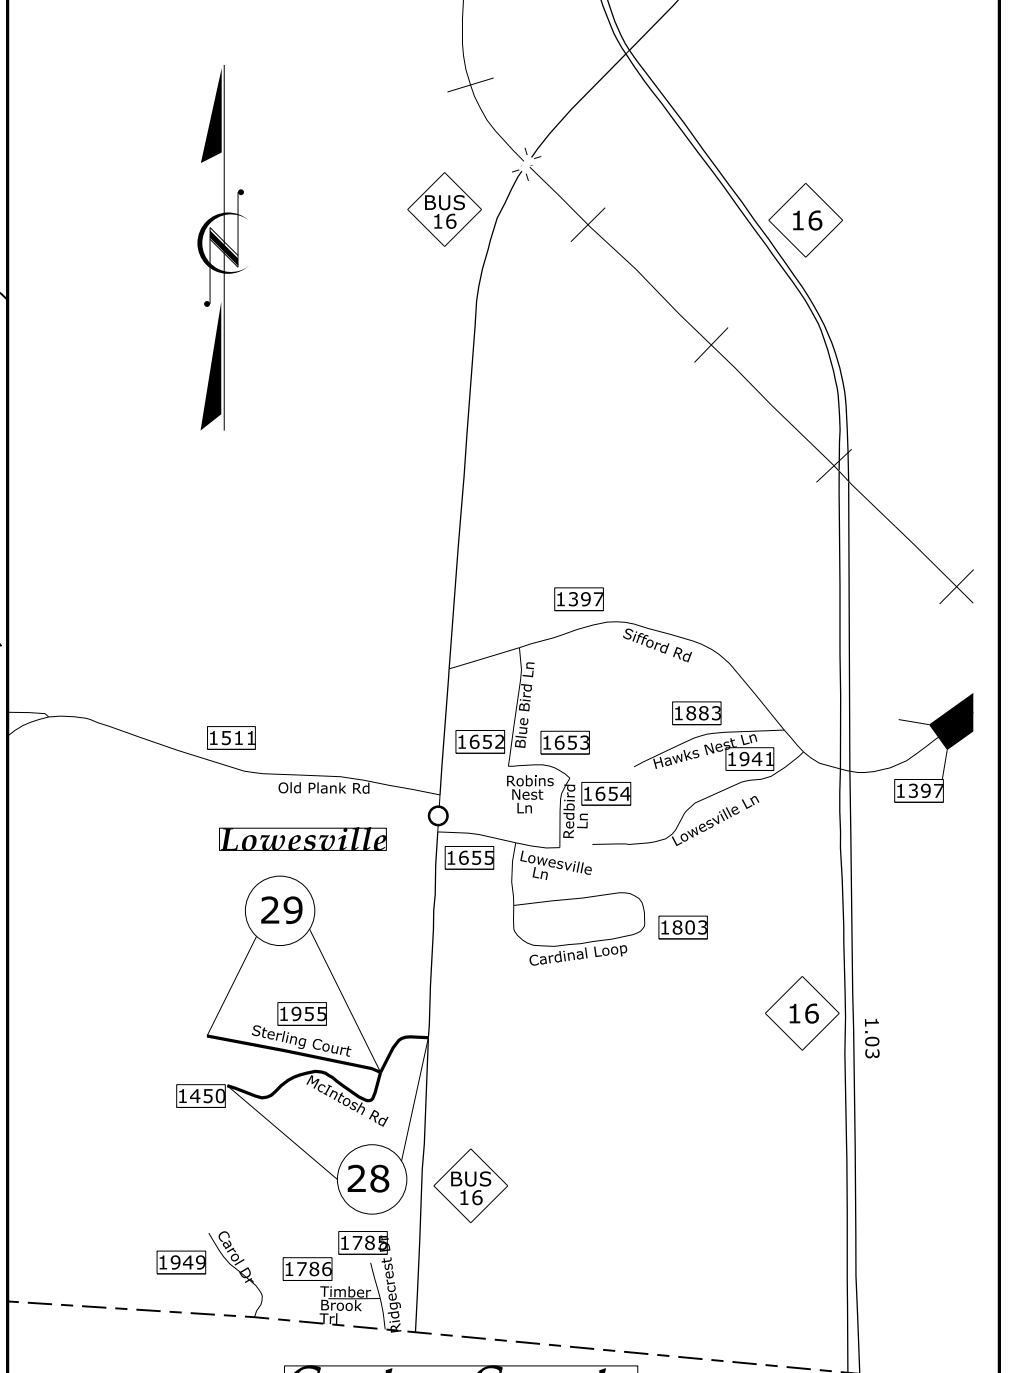 BUS
16
16
1397
Sifford Rd
Blue Bird Ln
1883
1511
1652
1653
Hawks Nest Ln
1941
Old Plank Rd
Robins
Nest
Ln
1654
1397
Redbird
Ln
Lowesville Ln
Lowesville
1655
Lowesville
Ln
29
1803
Cardinal Loop
1955
16
Sterling Court
1.03
1450
McIntosh Rd
28
BUS
16
1785
Carol Dr
1949
1786
Ridgecrest
Timber
Brook
Trl